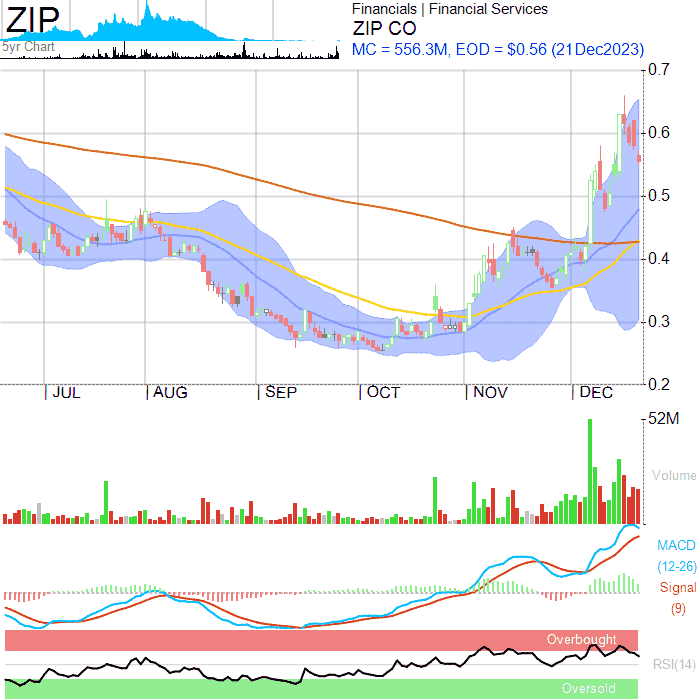 ZIP
5yr Chart
Financials | Financial Services
ZIP CO
MC = 556.3M, EOD = $0.56 (21Dec2023)
0.7
0.6
0.5
0.4
0.3
0.2
JUL AUG SEP OCT NOV DEC
52M
Volume
MACD
(12-26)
Signal
(9)
Overbought
RSI(14)
Oversold